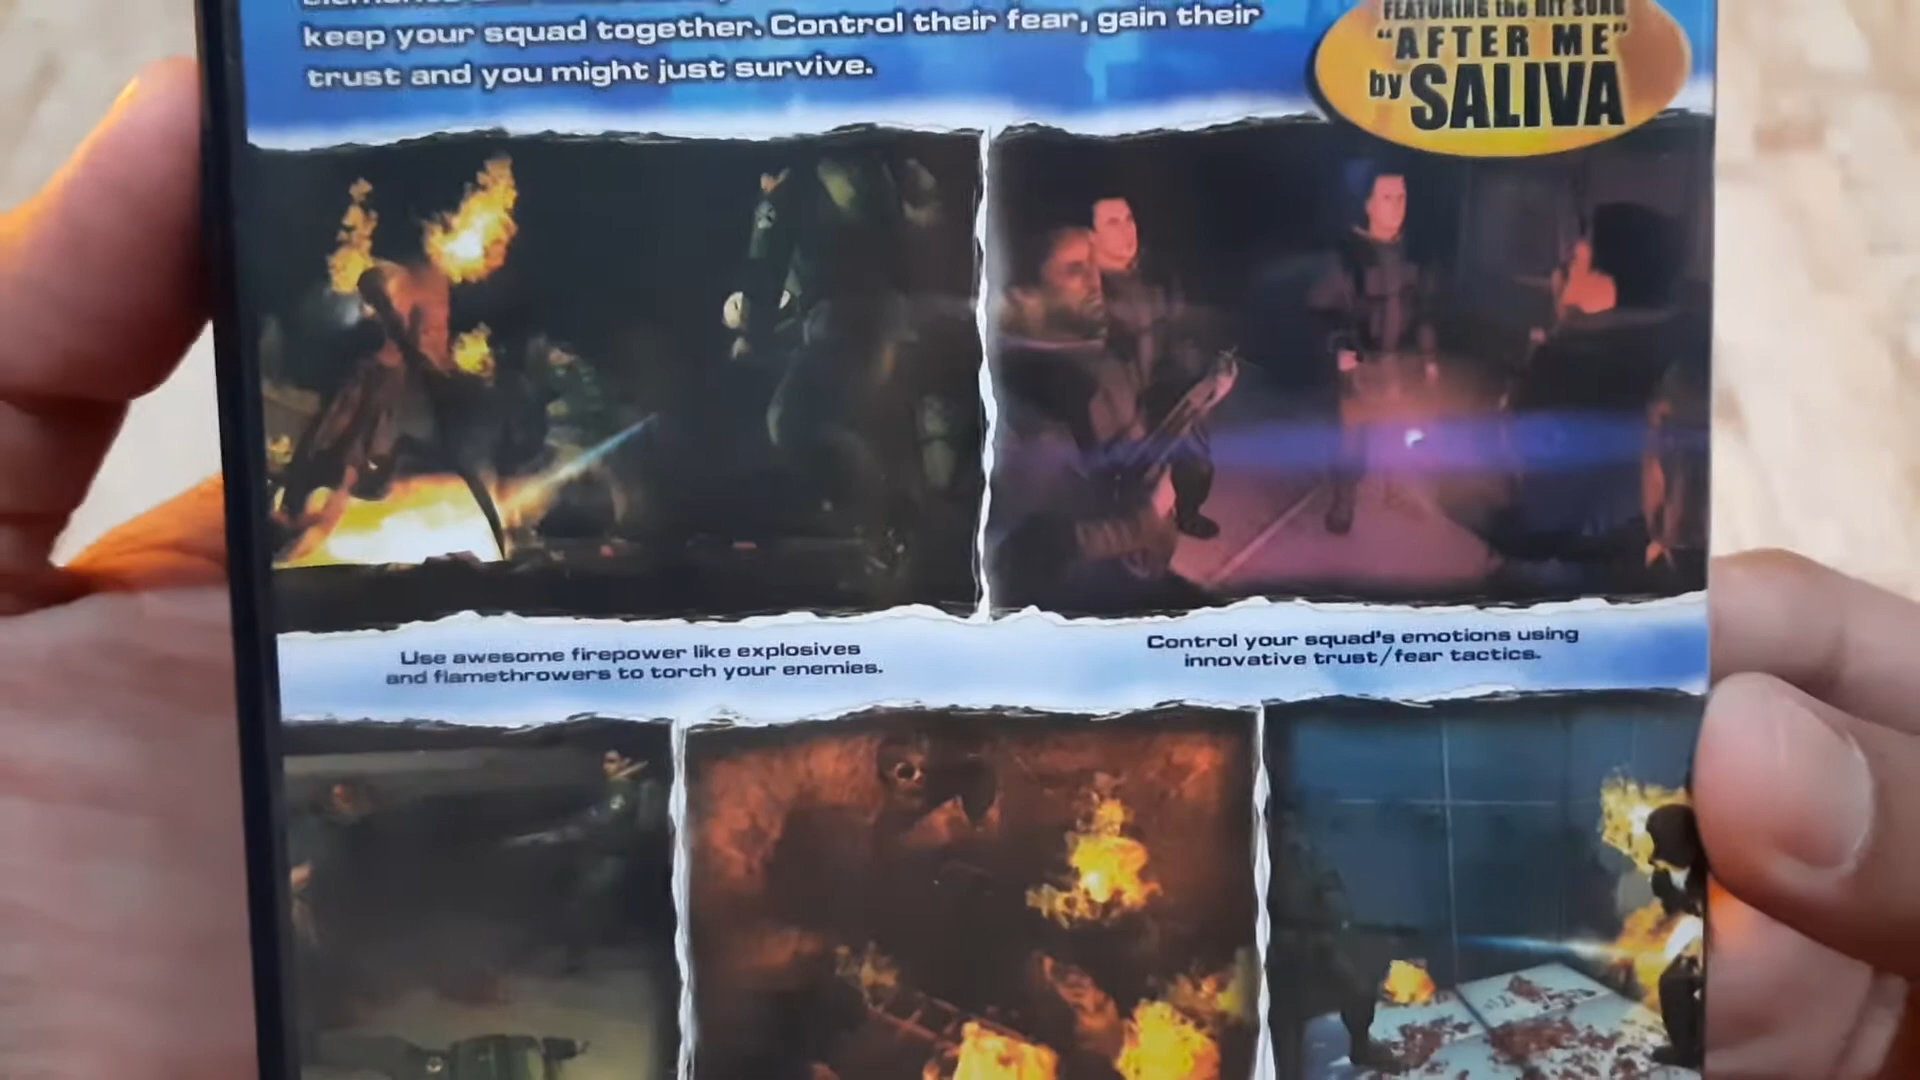 keep your squad together. Control their fear, gain their
trust and you might just survive.
FEATURING the HIT SONG
"AFTER ME"
by SALIVA
Use awesome firepower like explosives
and flamethrowers to torch your enemies.
Control your squad's emotions using
innovative trust/fear tactics.